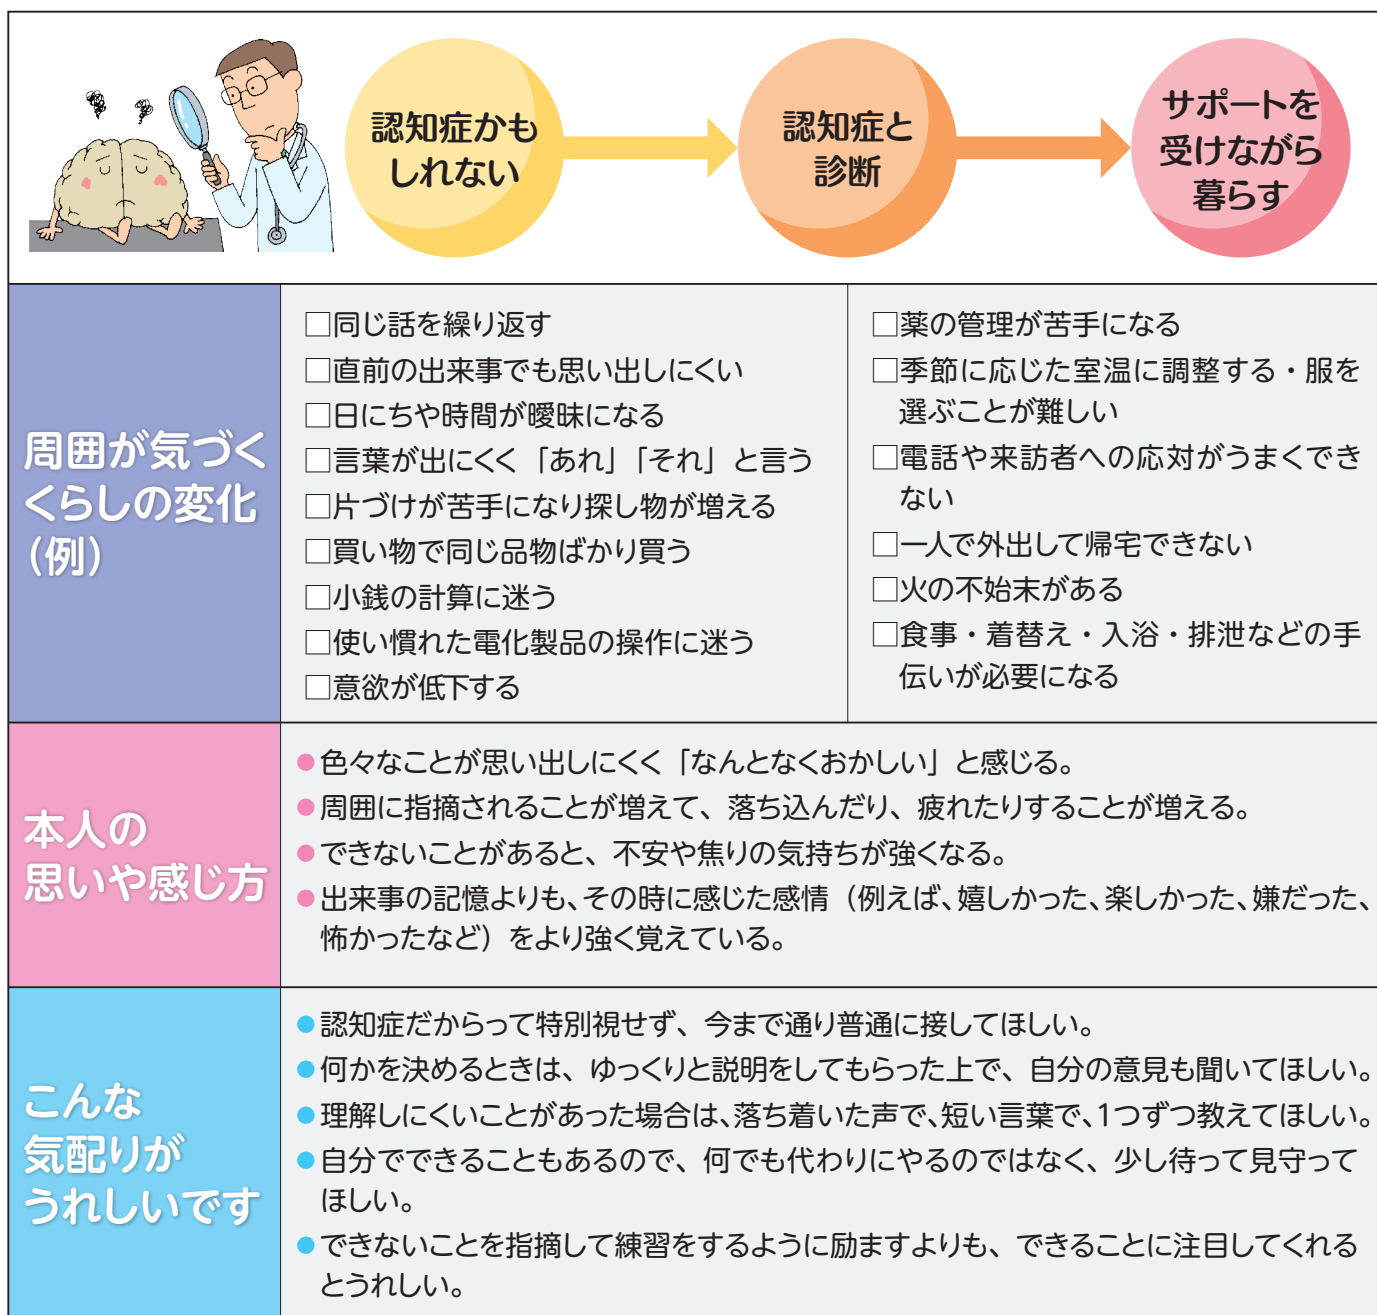 認知症かも
しれない
認知症と
診断
サポートを
受けながら
暮らす
周囲が気づく
くらしの変化
(例)
□同じ話を繰り返す
□直前の出来事でも思い出しにくい
□日にちや時間が曖昧になる
□言葉が出にくく「あれ」「それ」と言う
□片づけが苦手になり探し物が増える
□買い物で同じ品物ばかり買う
□小銭の計算に迷う
□使い慣れた電化製品の操作に迷う
□意欲が低下する
□薬の管理が苦手になる
□季節に応じた室温に調整する・服を
選ぶことが難しい
□電話や来訪者への応対がうまくでき
ない
□一人で外出して帰宅できない
□火の不始末がある
□食事・着替え・入浴・排泄などの手
伝いが必要になる
本人の
思いや感じ方
●色々なことが思い出しにくく「なんとなくおかしい」と感じる。
●周囲に指摘されることが増えて、落ち込んだり、疲れたりすることが増える。
●できないことがあると、不安や焦りの気持ちが強くなる。
●出来事の記憶よりも、その時に感じた感情（例えば、嬉しかった、楽しかった、嫌だった、
怖かったなど）をより強く覚えている。
こんな
気配りが
うれしいです
●認知症だからって特別視せず、今まで通り普通に接してほしい。
●何かを決めるときは、ゆっくりと説明をしてもらった上で、自分の意見も聞いてほしい。
●理解しにくいことがあった場合は、落ち着いた声で、短い言葉で、1つずつ教えてほしい。
●自分でできることもあるので、何でも代わりにやるのではなく、少し待って見守って
ほしい。
●できないことを指摘して練習をするように励ますよりも、できることに注目してくれる
とうれしい。